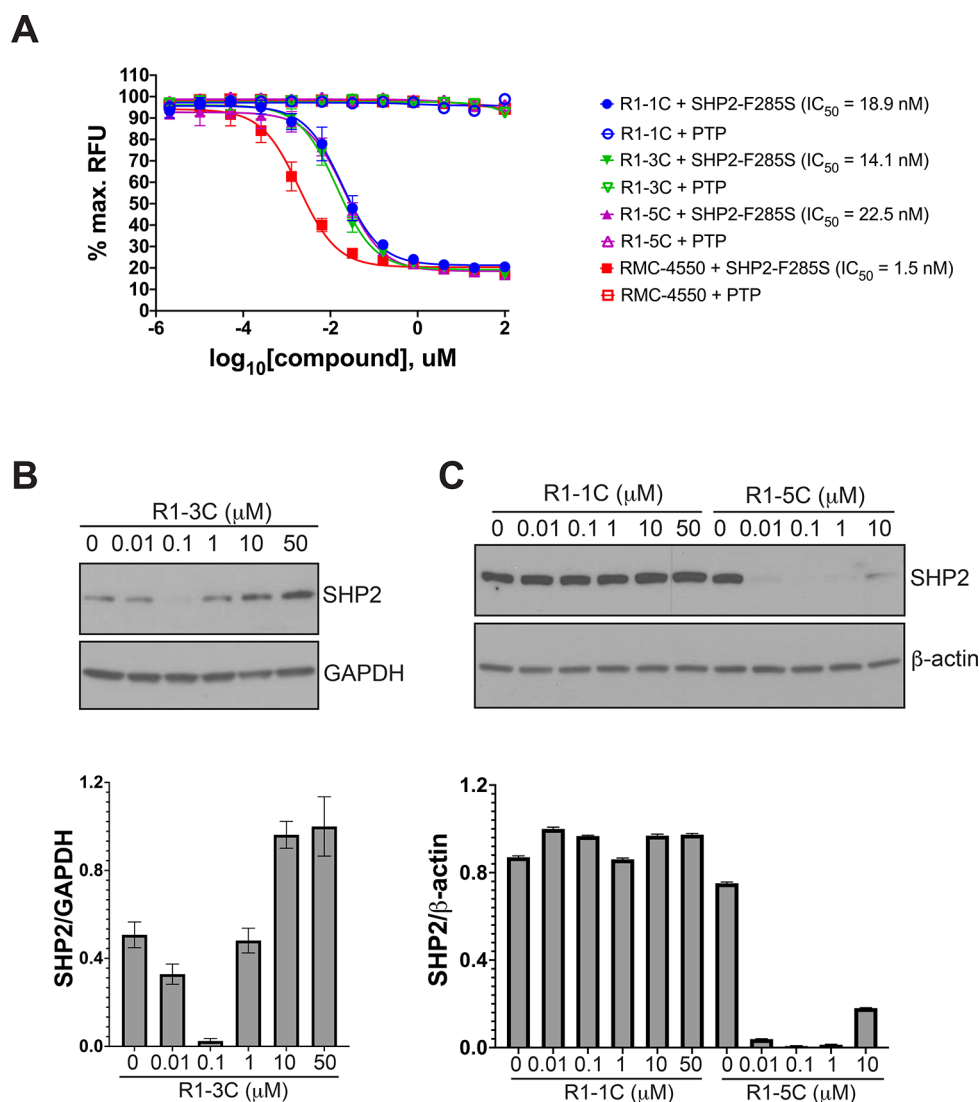 A
110
100
90
80
70
60
50
40
30
20
10
0
% max. RFU
-6 -4 -2 0 2
log10[compound], uM
R1-1C + SHP2-F285S (IC50 = 18.9 nM)
R1-1C + PTP
R1-3C + SHP2-F285S (IC50 = 14.1 nM)
R1-3C + PTP
R1-5C + SHP2-F285S (IC50 = 22.5 nM)
R1-5C + PTP
RMC-4550 + SHP2-F285S (IC50 = 1.5 nM)
RMC-4550 + PTP
B
R1-3C (μM)
0 0.01 0.1 1 10 50
SHP2
GAPDH
1.2
0.8
0.4
0.0
SHP2/GAPDH
0 0.01 0.1 1 10 50
R1-3C (μM)
C
R1-1C (μM) R1-5C (μM)
0 0.01 0.1 1 10 50 0 0.01 0.1 1 10
SHP2
β-actin
1.2
0.8
0.4
0.0
SHP2/β-actin
0 0.01 0.1 1 10 50 0 0.01 0.1 1 10
R1-1C (μM) R1-5C (μM)